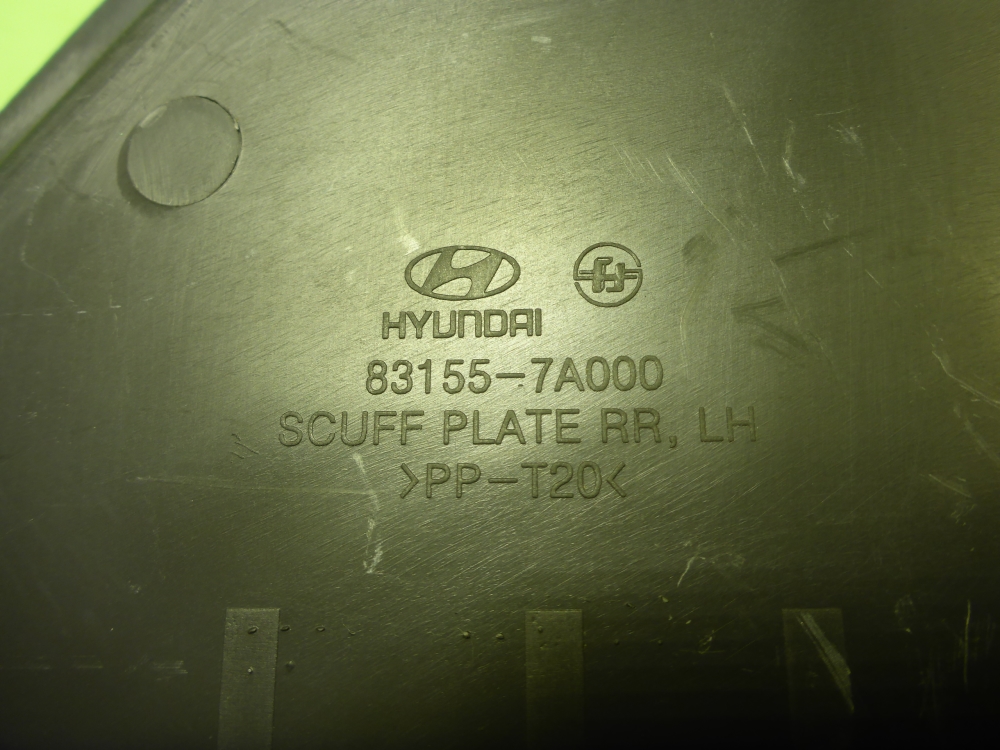 HYUNDAI
83155-7A000
SCUFF PLATE RR, LH
>PP-T20<